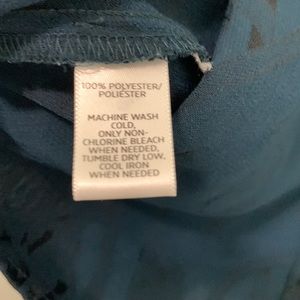 100% POLYESTER/
POLIÉSTER
MACHINE WASH
COLD,
ONLY NON-
CHLORINE BLEACH
WHEN NEEDED,
TUMBLE DRY LOW,
COOL IRON
WHEN NEEDED